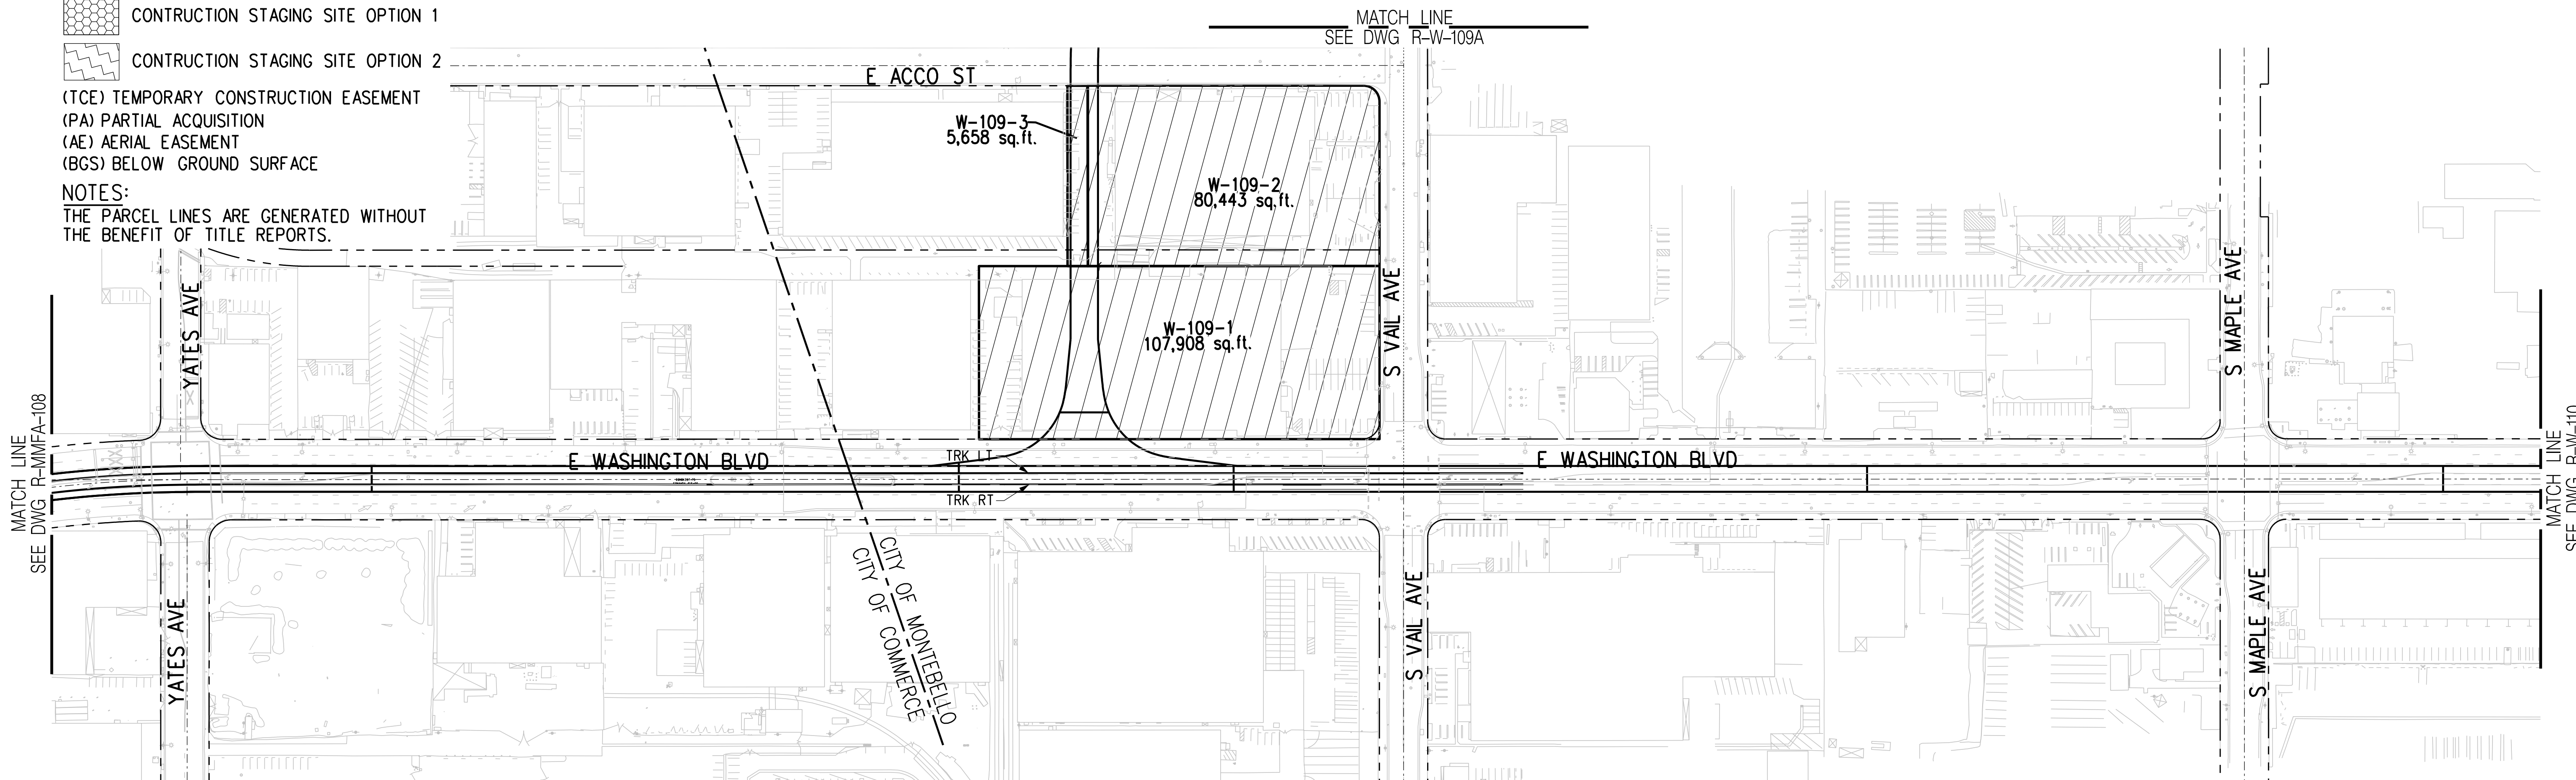 CONTRUCTION STAGING SITE OPTION 1
CONTRUCTION STAGING SITE OPTION 2
(TCE) TEMPORARY CONSTRUCTION EASEMENT
(PA) PARTIAL ACQUISITION
(AE) AERIAL EASEMENT
(BGS) BELOW GROUND SURFACE
NOTES:
THE PARCEL LINES ARE GENERATED WITHOUT
THE BENEFIT OF TITLE REPORTS.
MATCH LINE
SEE DWG R-W-109A
E ACCO ST
W-109-3
5,658 sq.ft.
W-109-2
80,443 sq.ft.
W-109-1
107,908 sq.ft.
YATES AVE
S VAIL AVE
S MAPLE AVE
MATCH LINE
SEE DWG R-MMFA-108
E WASHINGTON BLVD
TRK LT
TRK RT
E WASHINGTON BLVD
MATCH LINE
SEE DWG R-W-10
CITY OF MONTEBELLO
CITY OF COMMERCE
YATES AVE
S VAIL AVE
S MAPLE AVE